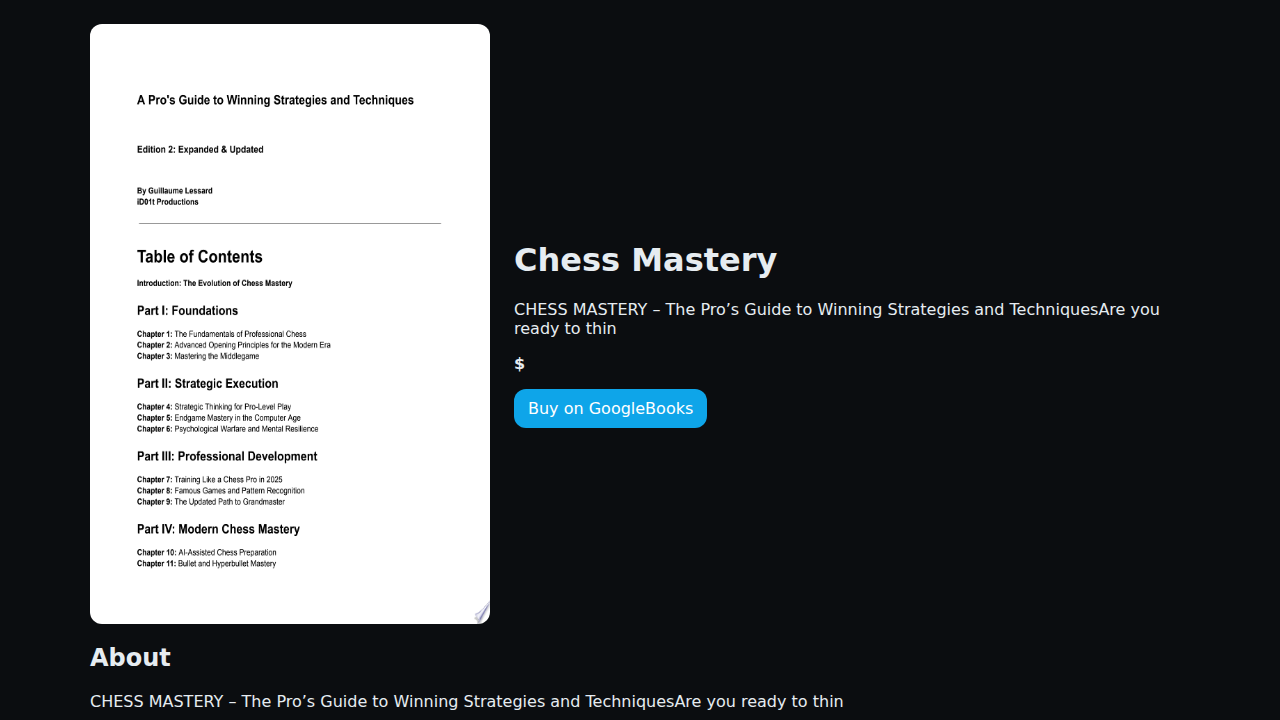 A Pro's Guide to Winning Strategies and Techniques
Edition 2: Expanded & Updated
By Guillaume Lessard
iD01t Productions
Table of Contents
Introduction: The Evolution of Chess Mastery
Part I: Foundations
Chapter 1: The Fundamentals of Professional Chess
Chapter 2: Advanced Opening Principles for the Modern Era
Chapter 3: Mastering the Middlegame
Part II: Strategic Execution
Chapter 4: Strategic Thinking for Pro-Level Play
Chapter 5: Endgame Mastery in the Computer Age
Chapter 6: Psychological Warfare and Mental Resilience
Part III: Professional Development
Chapter 7: Training Like a Chess Pro in 2025
Chapter 8: Famous Games and Pattern Recognition
Chapter 9: The Updated Path to Grandmaster
Part IV: Modern Chess Mastery
Chapter 10: AI-Assisted Chess Preparation
Chapter 11: Bullet and Hyperbullet Mastery
Chess Mastery
CHESS MASTERY – The Pro’s Guide to Winning Strategies and TechniquesAre you
ready to thin
$
Buy on GoogleBooks
About
CHESS MASTERY – The Pro’s Guide to Winning Strategies and TechniquesAre you ready to thin